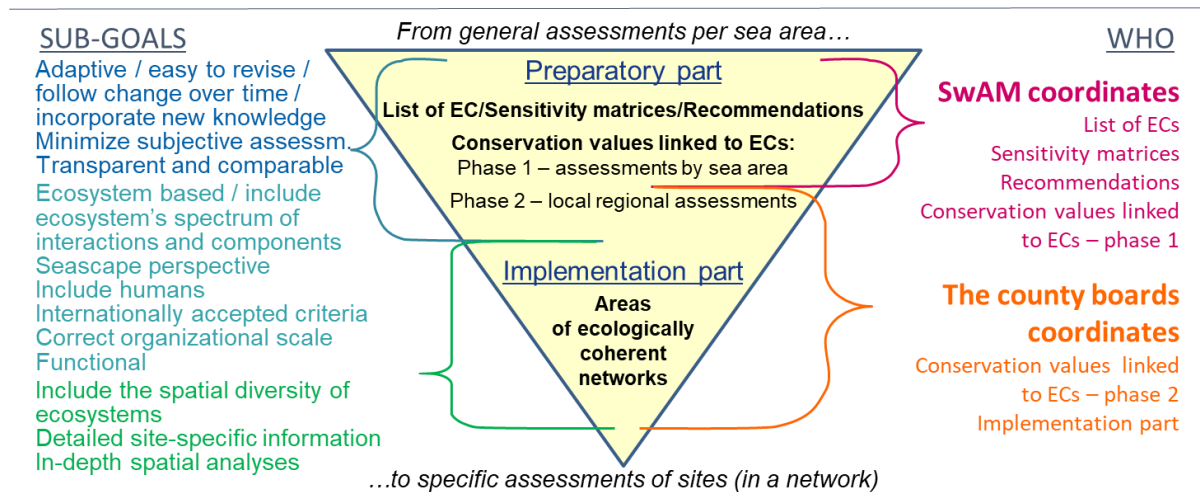 SUB-GOALS
Adaptive / easy to revise /
follow change over time /
incorporate new knowledge
Minimize subjective assessm.
Transparent and comparable
Ecosystem based / include
ecosystem's spectrum of
interactions and components
Seascape perspective
Include humans
Internationally accepted criteria
Correct organizational scale
Functional
Include the spatial diversity of
ecosystems
Detailed site-specific information
In-depth spatial analyses
From general assessments per sea area…
Preparatory part
List of EC/Sensitivity matrices/Recommendations
Conservation values linked to ECs:
Phase 1 – assessments by sea area
Phase 2 – local regional assessments
Implementation part
Areas
of ecologically
coherent
networks
…to specific assessments of sites (in a network)
WHO
SwAM coordinates
List of ECs
Sensitivity matrices
Recommendations
Conservation values linked
to ECs – phase 1
The county boards
coordinates
Conservation values linked
to ECs – phase 2
Implementation part